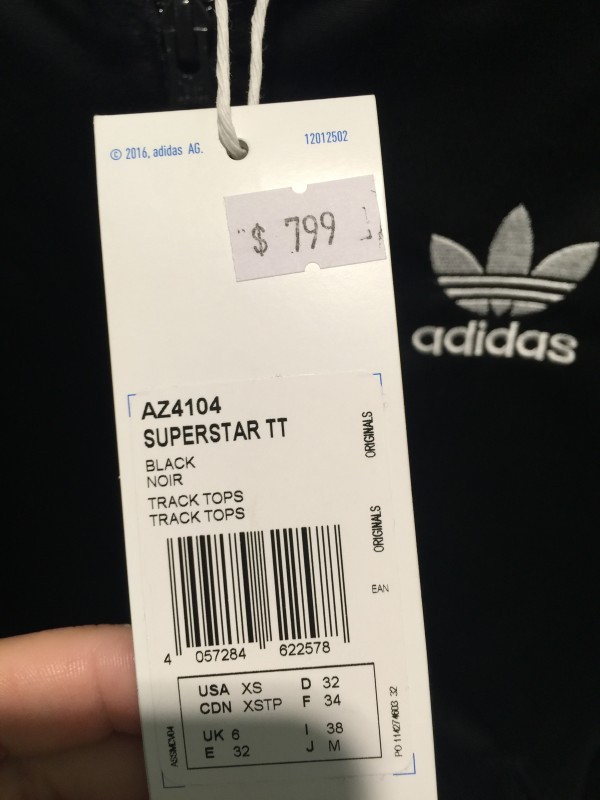 © 2016, adidas AG.
12012502
$ 799
adidas
AZ4104
SUPERSTAR TT
BLACK
NOIR
TRACK TOPS
TRACK TOPS
ORIGINALS
ORIGINALS
EAN
4 057284 622578
USA XS D 32
CDN XSTP F 34
UK 6 I 38
E 32 J M